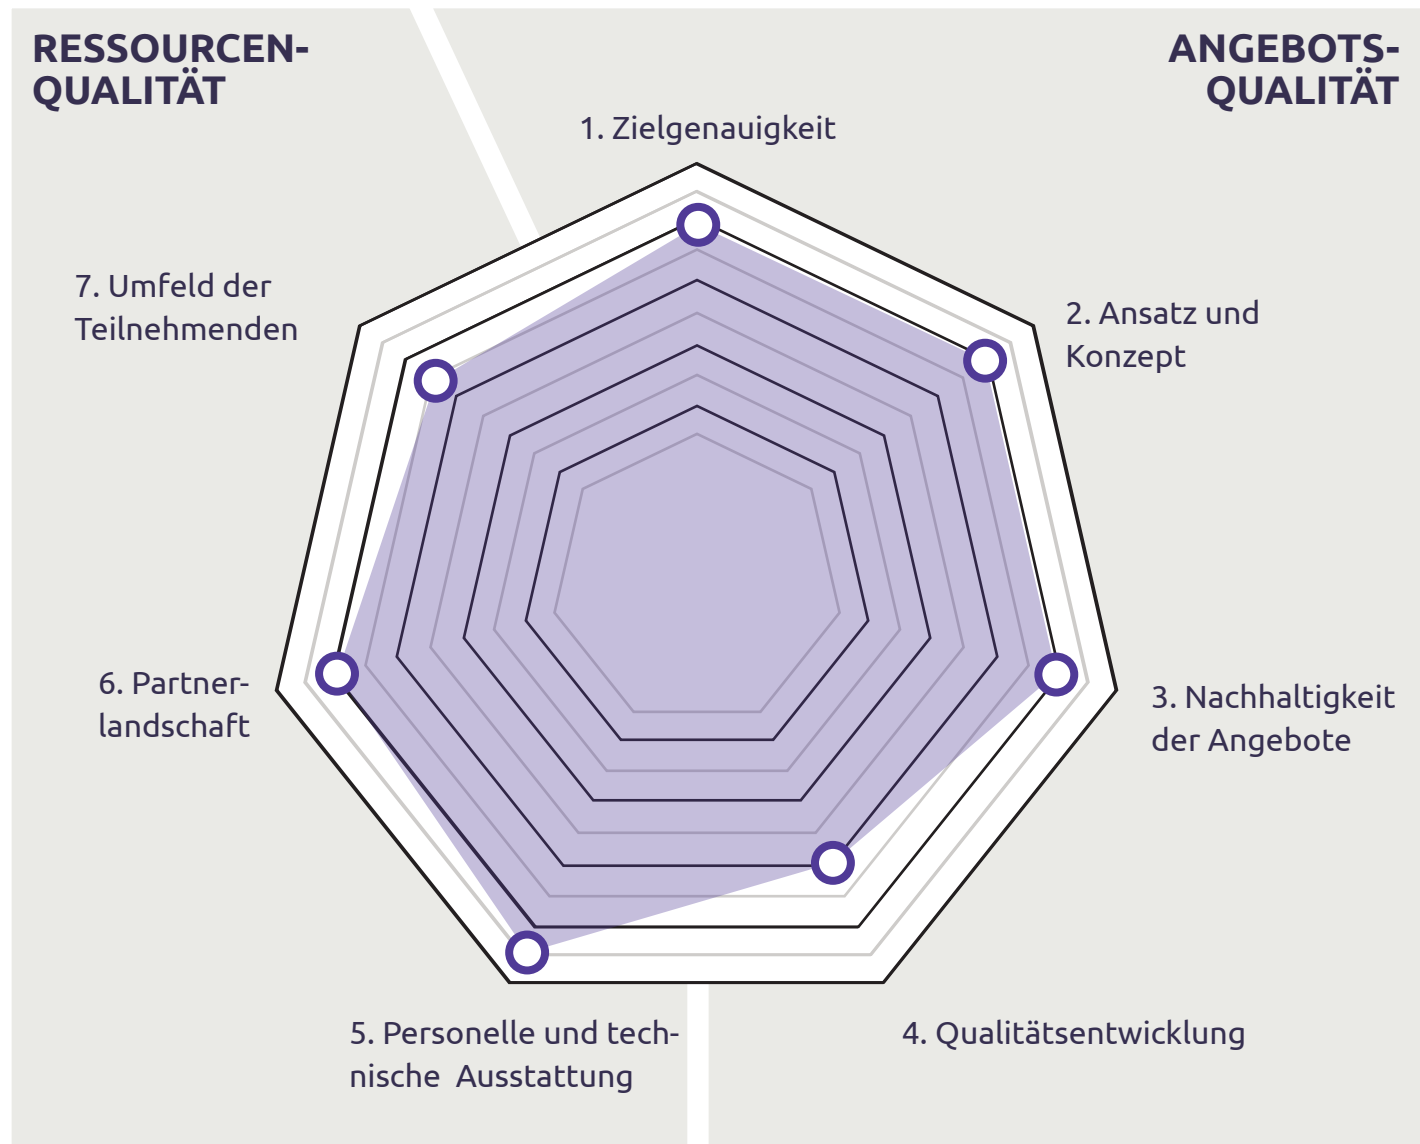 RESSOURCEN-
QUALITÄT
ANGEBOTS-
QUALITÄT
1. Zielgenauigkeit
2. Ansatz und
Konzept
3. Nachhaltigkeit
der Angebote
4. Qualitätsentwicklung
5. Personelle und tech-
nische  Ausstattung
6. Partner-
landschaft
7. Umfeld der
Teilnehmenden